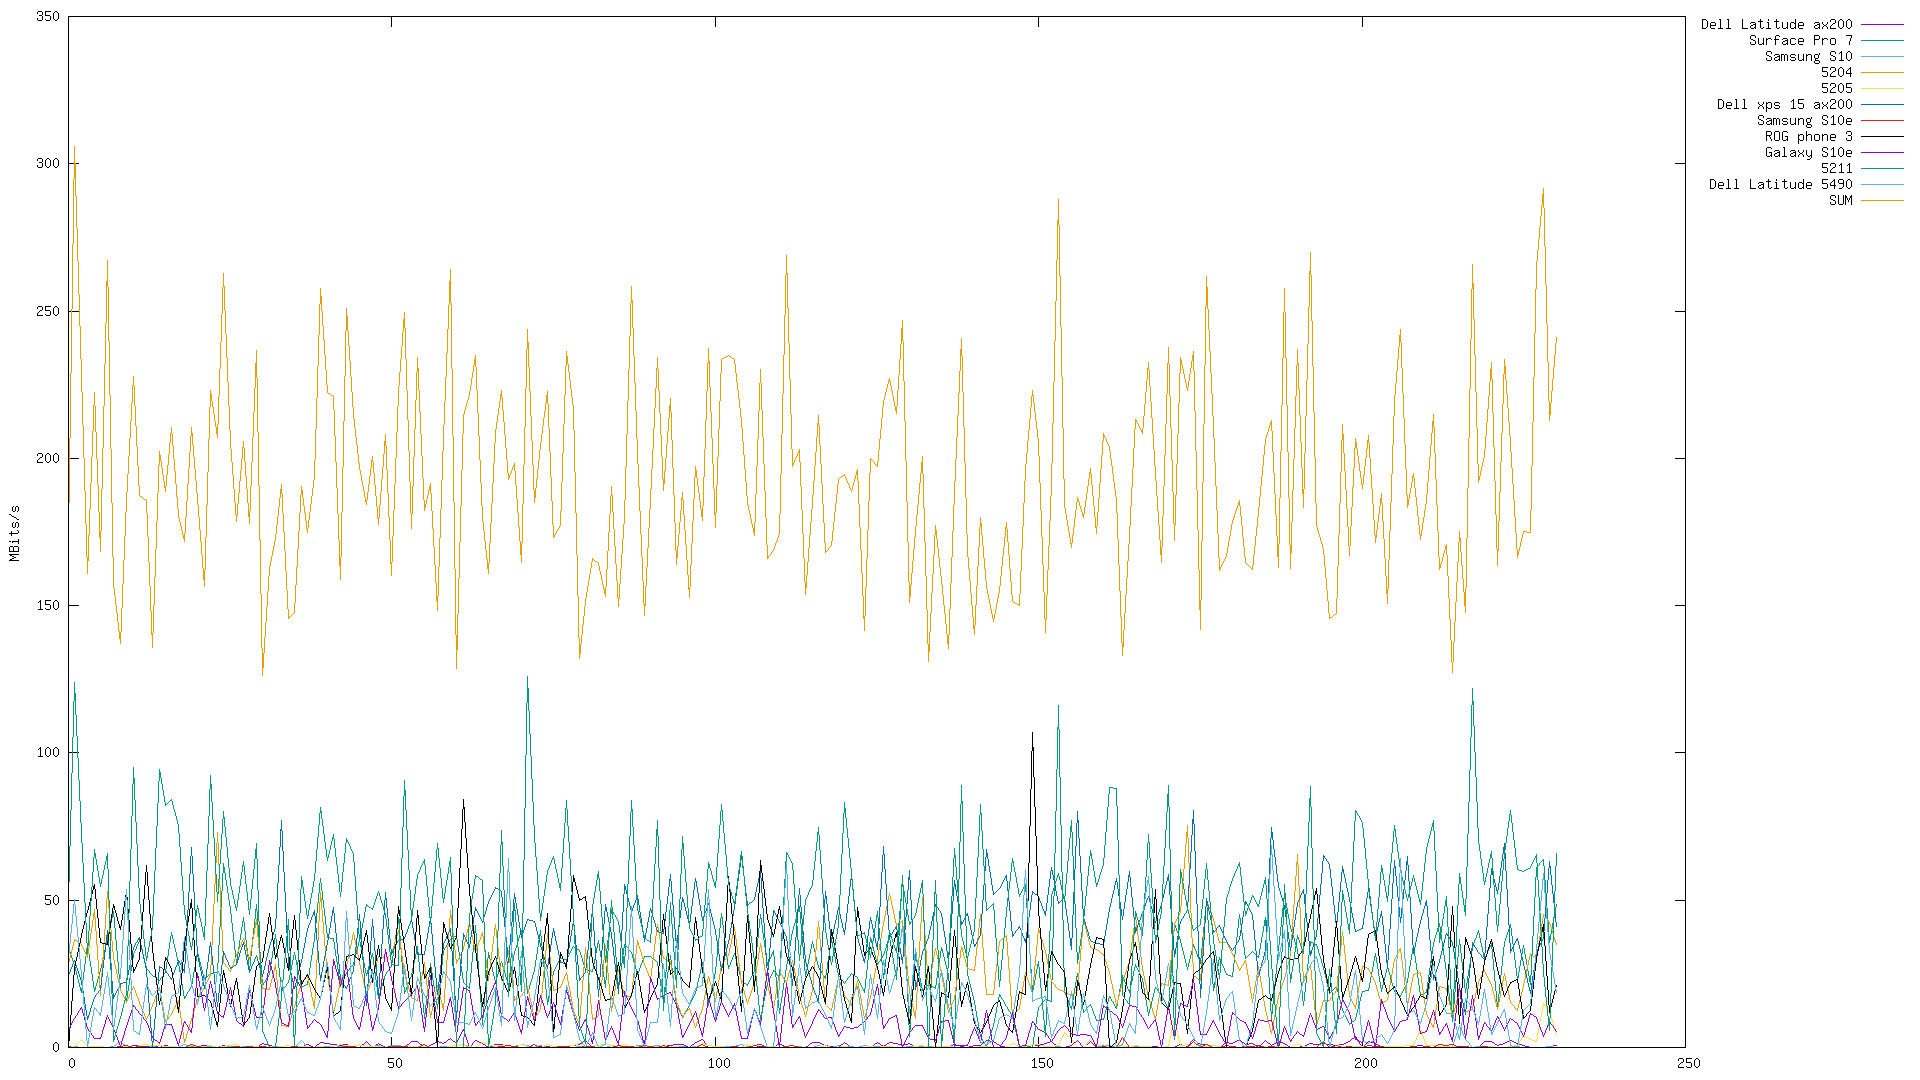 350
300
250
200
150
100
50
0
MBits/s
0 50 100 150 200 250
Dell Latitude ax200
Surface Pro 7
Samsung S10
5204
5205
Dell xps 15 ax200
Samsung S10e
ROG phone 3
Galaxy S10e
5211
Dell Latitude 5490
SUM